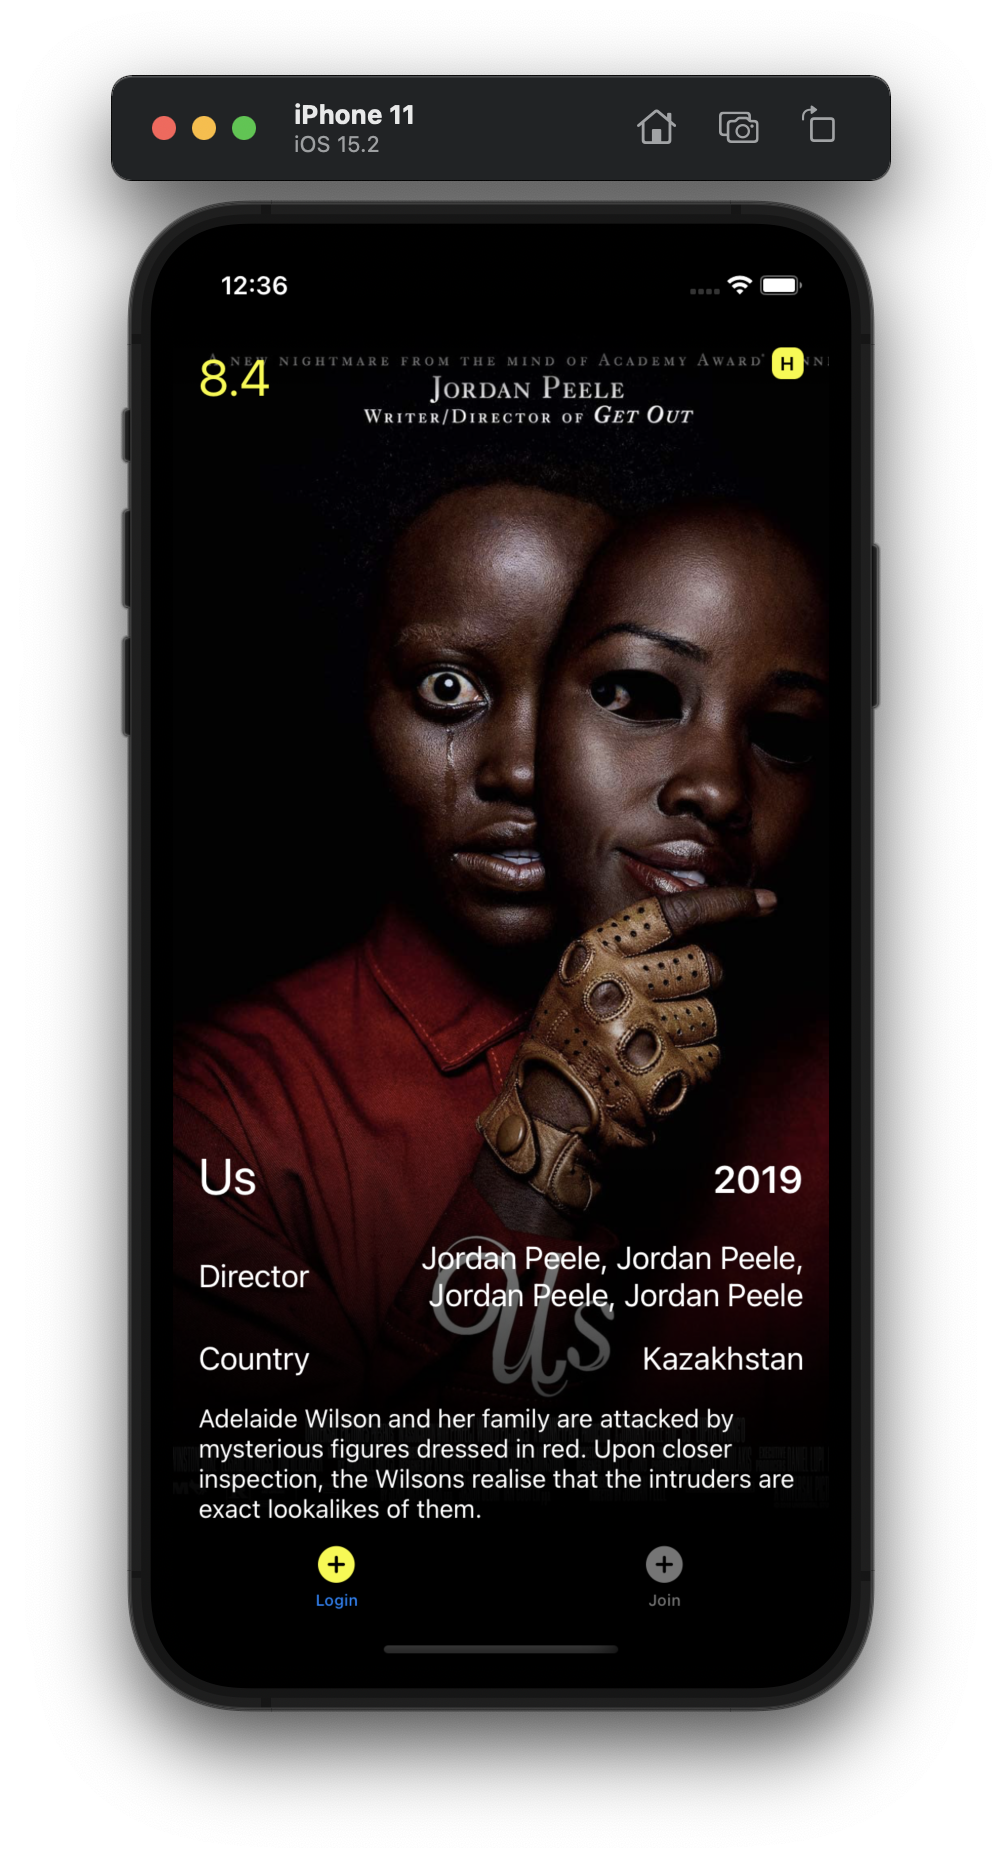 iPhone 11
iOS 15.2
12:36
A NEW NIGHTMARE FROM THE MIND OF ACADEMY AWARD®
8.4
H
JORDAN PEELE
WRITER/DIRECTOR OF GET OUT
Us
2019
Director
Jordan Peele, Jordan Peele,
Jordan Peele, Jordan Peele
Us
Country
Kazakhstan
Adelaide Wilson and her family are attacked by
mysterious figures dressed in red. Upon closer
inspection, the Wilsons realise that the intruders are
exact lookalikes of them.
Login
Join